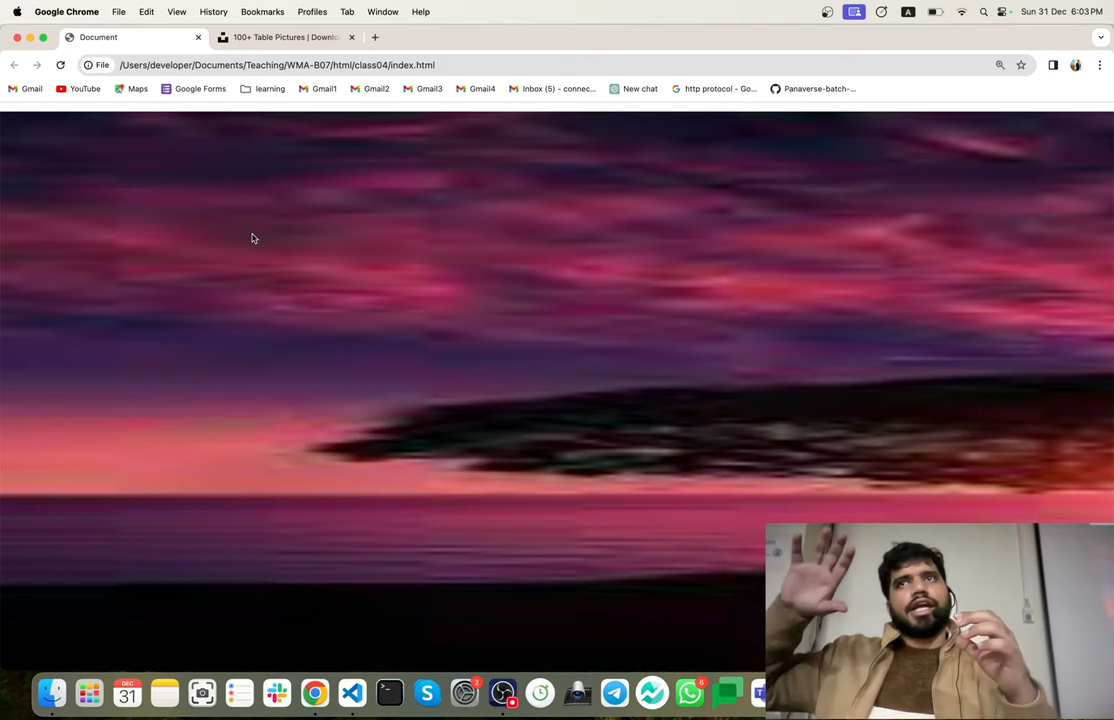 Google Chrome File Edit View History Bookmarks Profiles Tab Window Help A Sun 31 Dec 6:03 PM
Document 100+ Table Pictures | Downlo
File /Users/developer/Documents/Teaching/WMA-B07/html/class04/index.html
Gmail YouTube Maps Google Forms learning Gmail1 Gmail2 Gmail3 Gmail4 Inbox (5) - connec... New chat http protocol - Go... Panaverse-batch-...
DEC
31
2
6